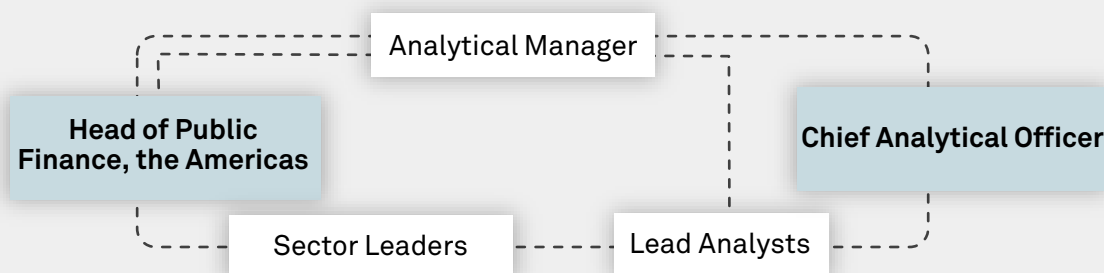 Analytical Manager
Head of Public
Finance, the Americas
Chief Analytical Officer
Sector Leaders
Lead Analysts